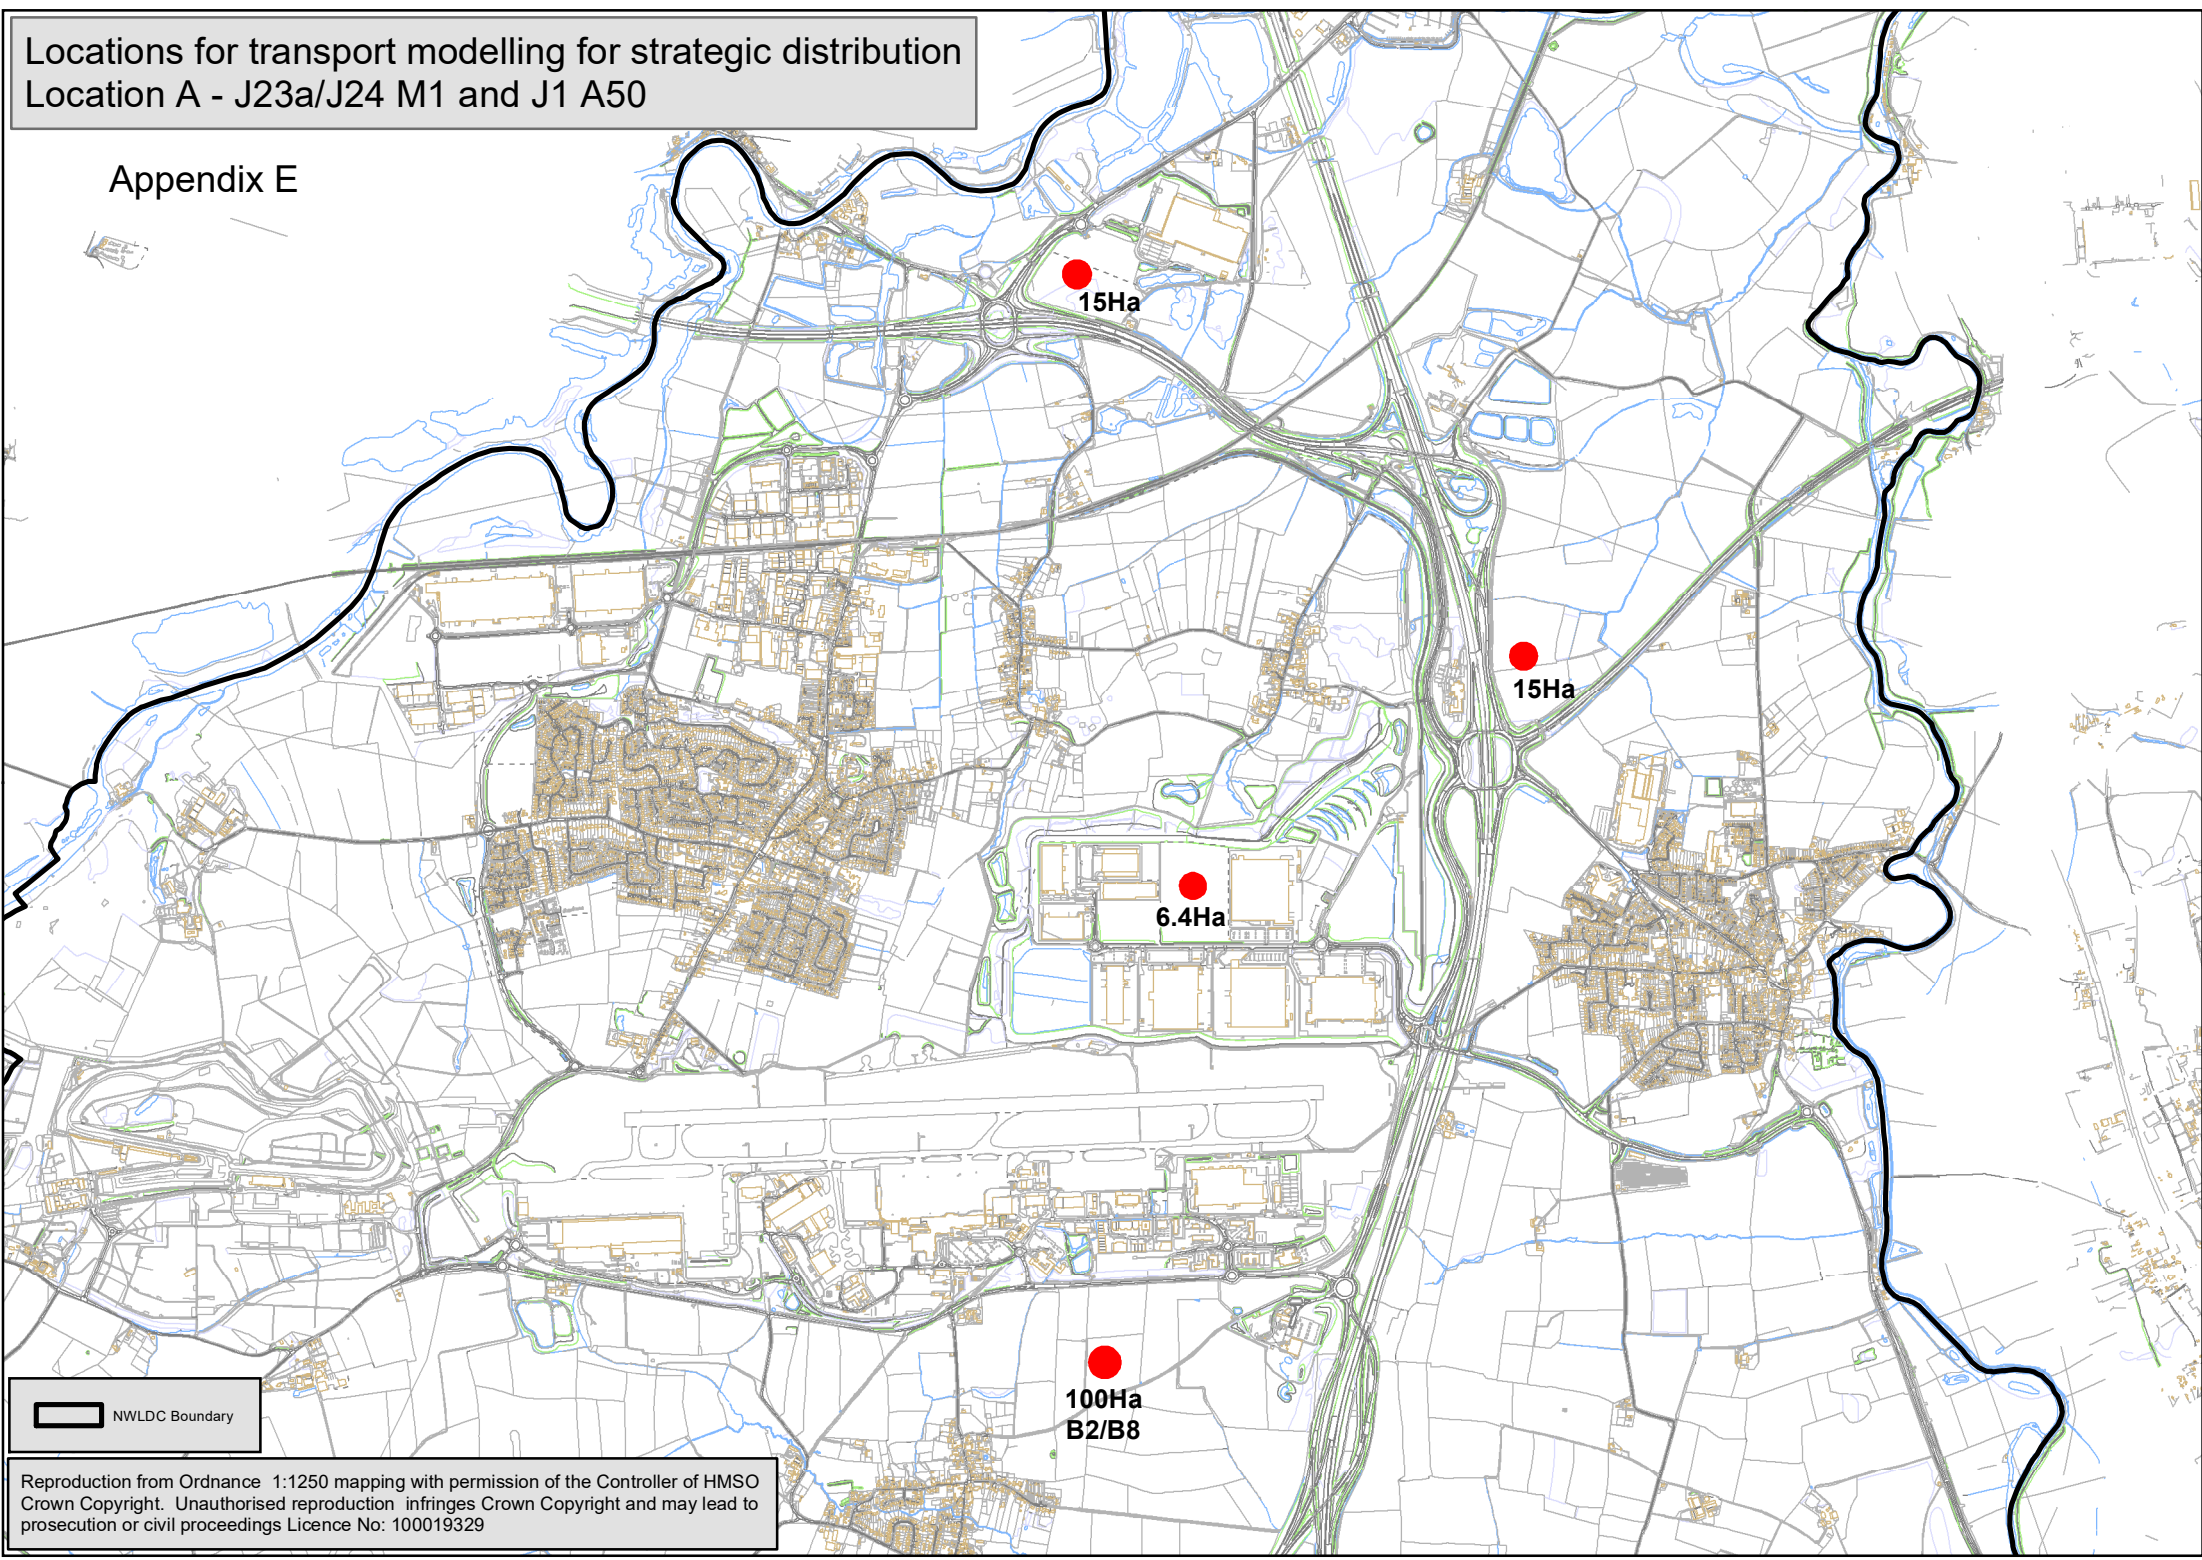 Locations for transport modelling for strategic distribution
Location A - J23a/J24 M1 and J1 A50
Appendix E
15Ha
15Ha
6.4Ha
100Ha
B2/B8
NWLDC Boundary
Reproduction from Ordnance 1:1250 mapping with permission of the Controller of HMSO
Crown Copyright. Unauthorised reproduction infringes Crown Copyright and may lead to
prosecution or civil proceedings Licence No: 100019329